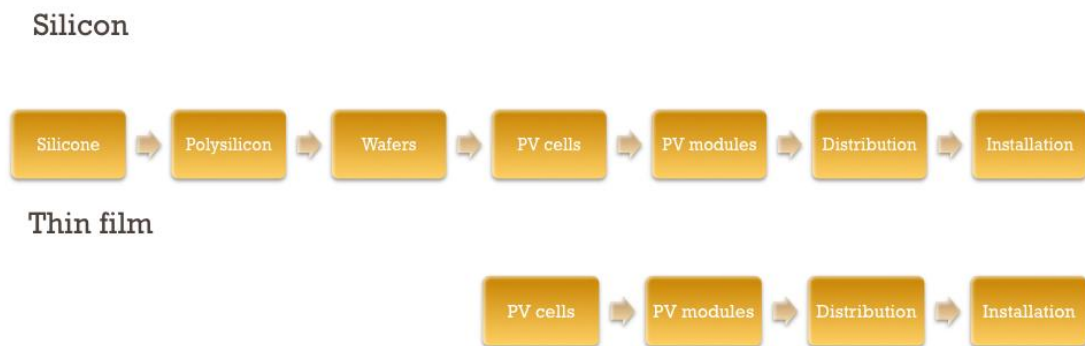 Silicon
Silicone
Polysilicon
Wafers
PV cells
PV modules
Distribution
Installation
Thin film
PV cells
PV modules
Distribution
Installation